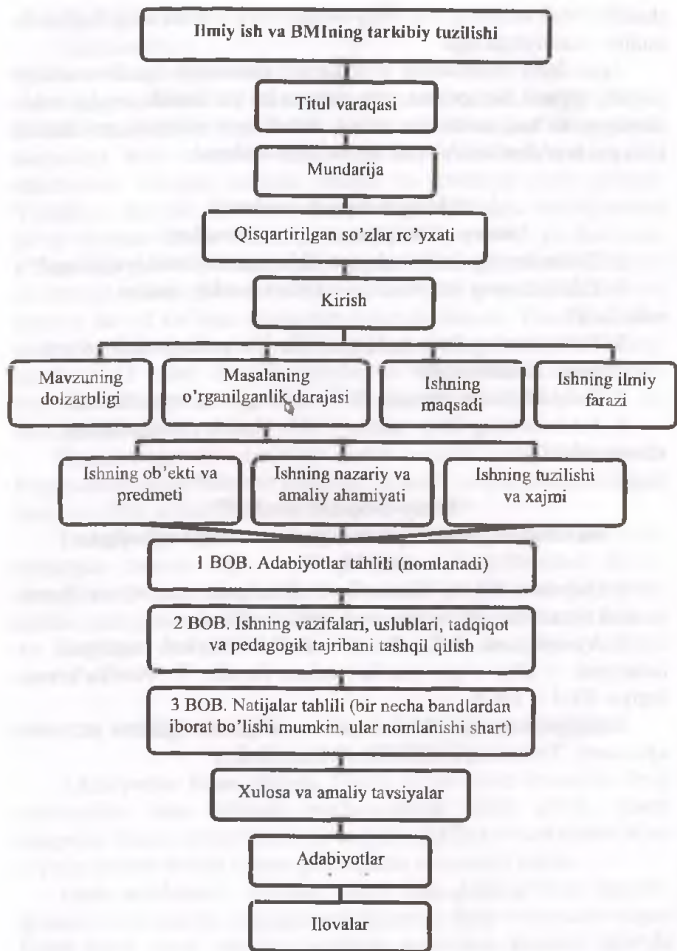 Ilmiy ish va BMIning tarkibiy tuzilishi
Titul varaqasi
Mundarija
Qisqartirilgan so'zlar rc'yxati
Kirish
Mavzuning
dolzarbligi
Masalaning
o'rganilganlik darajasi
Ishning
maqsadi
Ishning ilmiy
farazi
Ishning ob'ekti va
predmeti
Ishning nazariy va
amaliy ahamiyati
Ishning tuzilishi
va xajmi
1 BOB. Adabiyotlar tahlili (nomlanadi)
2 BOB. Ishning vazifalari, uslublari, tadqiqot
va pedagogik tajribani tashqil qilish
3 BOB. Natijalar tahlili (bir necha bandlardan
iborat bo'lishi mumkin, ular nomlanishi shart)
Xulosa va amaliy tavsiyalar
Adabiyotlar
Ilovalar